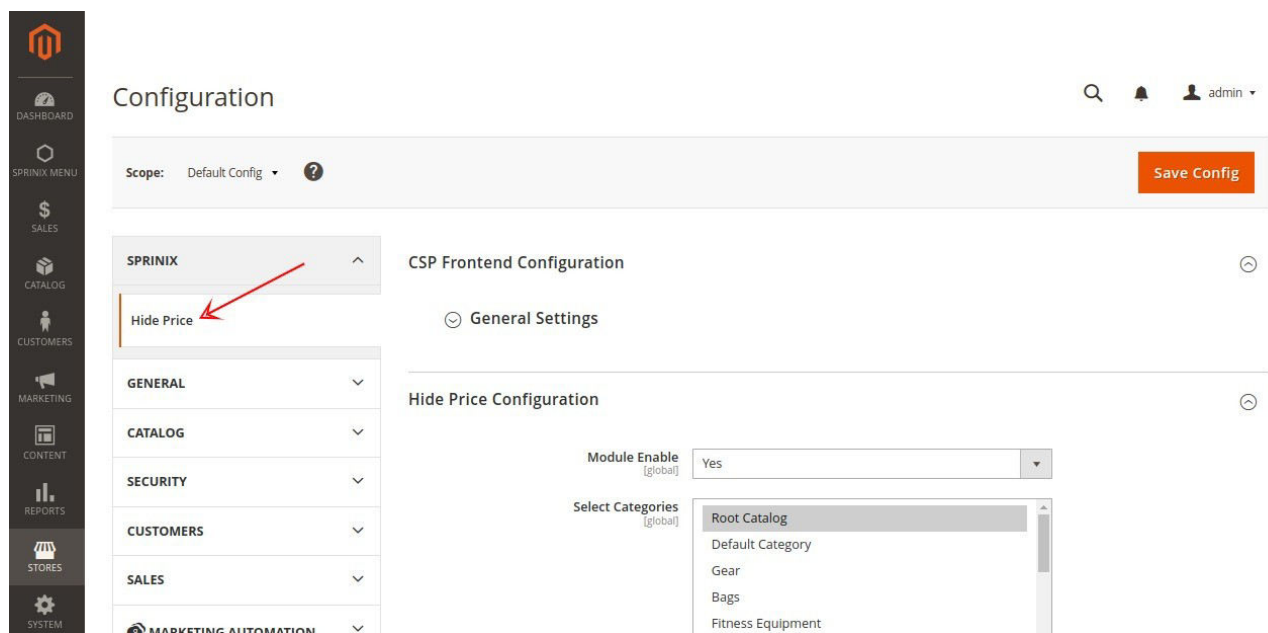 Configuration
admin
DASHBOARD
SPRINIX MENU
SALES
CATALOG
CUSTOMERS
MARKETING
CONTENT
REPORTS
STORES
SYSTEM
Scope: Default Config
Save Config
SPRINIX
Hide Price
GENERAL
CATALOG
SECURITY
CUSTOMERS
SALES
MARKETING AUTOMATION
CSP Frontend Configuration
General Settings
Hide Price Configuration
Module Enable
[global]
Yes
Select Categories
[global]
Root Catalog
Default Category
Gear
Bags
Fitness Equipment